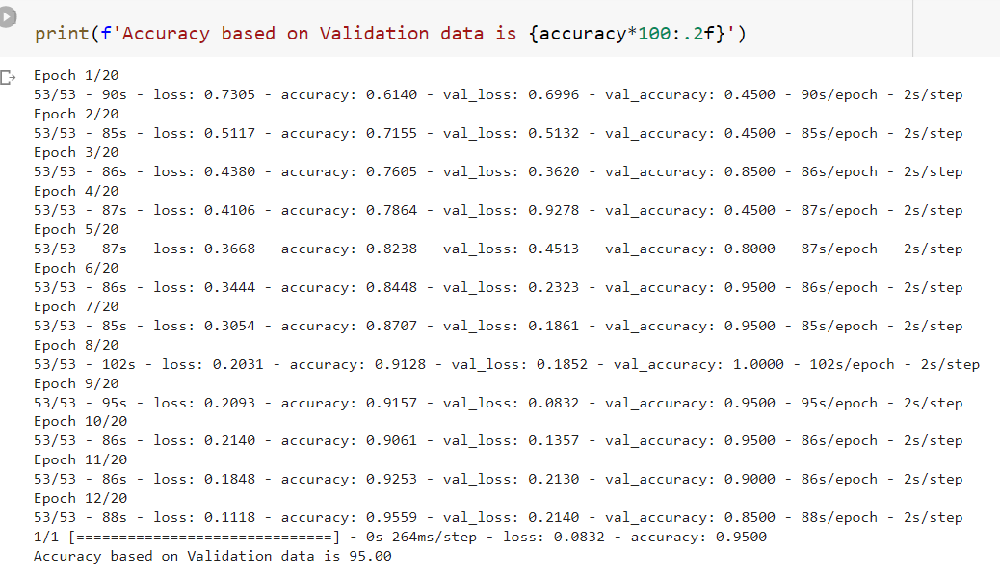 print(f'Accuracy based on Validation data is {accuracy*100:.2f}')
Epoch 1/20
53/53 - 90s - loss: 0.7305 - accuracy: 0.6140 - val_loss: 0.6996 - val_accuracy: 0.4500 - 90s/epoch - 2s/step
Epoch 2/20
53/53 - 85s - loss: 0.5117 - accuracy: 0.7155 - val_loss: 0.5132 - val_accuracy: 0.4500 - 85s/epoch - 2s/step
Epoch 3/20
53/53 - 86s - loss: 0.4380 - accuracy: 0.7605 - val_loss: 0.3620 - val_accuracy: 0.8500 - 86s/epoch - 2s/step
Epoch 4/20
53/53 - 87s - loss: 0.4106 - accuracy: 0.7864 - val_loss: 0.9278 - val_accuracy: 0.4500 - 87s/epoch - 2s/step
Epoch 5/20
53/53 - 87s - loss: 0.3668 - accuracy: 0.8238 - val_loss: 0.4513 - val_accuracy: 0.8000 - 87s/epoch - 2s/step
Epoch 6/20
53/53 - 86s - loss: 0.3444 - accuracy: 0.8448 - val_loss: 0.2323 - val_accuracy: 0.9500 - 86s/epoch - 2s/step
Epoch 7/20
53/53 - 85s - loss: 0.3054 - accuracy: 0.8707 - val_loss: 0.1861 - val_accuracy: 0.9500 - 85s/epoch - 2s/step
Epoch 8/20
53/53 - 102s - loss: 0.2031 - accuracy: 0.9128 - val_loss: 0.1852 - val_accuracy: 1.0000 - 102s/epoch - 2s/step
Epoch 9/20
53/53 - 95s - loss: 0.2093 - accuracy: 0.9157 - val_loss: 0.0832 - val_accuracy: 0.9500 - 95s/epoch - 2s/step
Epoch 10/20
53/53 - 86s - loss: 0.2140 - accuracy: 0.9061 - val_loss: 0.1357 - val_accuracy: 0.9500 - 86s/epoch - 2s/step
Epoch 11/20
53/53 - 86s - loss: 0.1848 - accuracy: 0.9253 - val_loss: 0.2130 - val_accuracy: 0.9000 - 86s/epoch - 2s/step
Epoch 12/20
53/53 - 88s - loss: 0.1118 - accuracy: 0.9559 - val_loss: 0.2140 - val_accuracy: 0.8500 - 88s/epoch - 2s/step
1/1 [==============================] - 0s 264ms/step - loss: 0.0832 - accuracy: 0.9500
Accuracy based on Validation data is 95.00